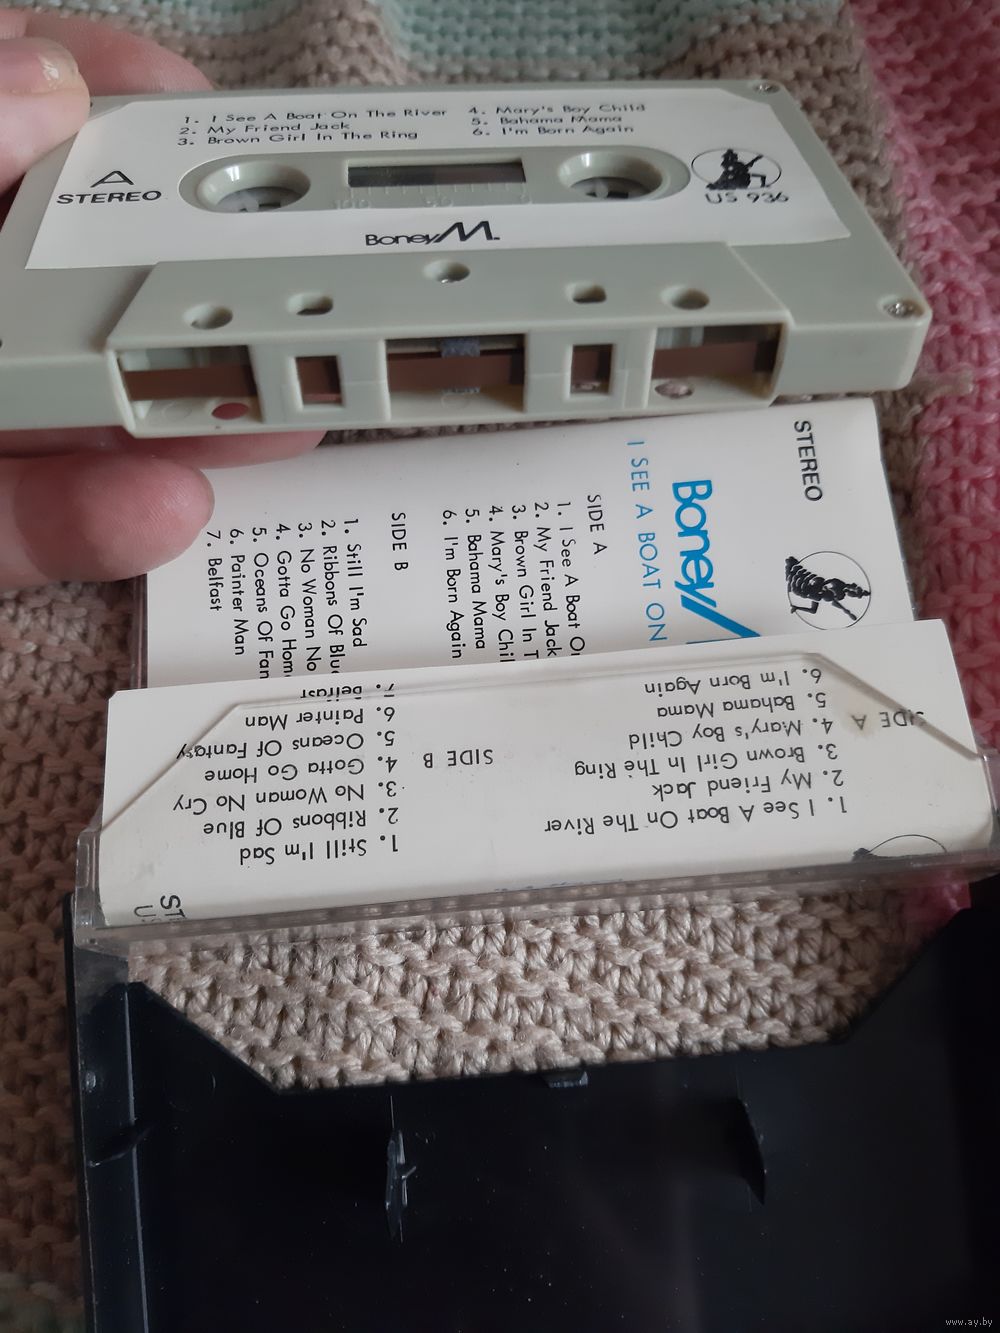 1. I See A Boat On The River
2. My Friend Jack
3. Brown Girl In The Ring
4. Mary's Boy Child
5. Bahama Mama
6. I'm Born Again
A
STEREO
100 50 0
US 936
Boney M.
STEREO
Boney
I SEE A BOAT ON
SIDE A
1. I See A Boat O
2. My Friend Jack
3. Brown Girl In T
4. Mary's Boy Chil
5. Bahama Mama
6. I'm Born Again
SIDE B
1. Still I'm Sad
2. Ribbons Of Blu
3. No Woman No
4. Gotta Go Hom
5. Oceans Of Fan
6. Painter Man
7. Belfast
SIDE A
1. I See A Boat On The River
2. My Friend Jack
3. Brown Girl In The Ring
4. Mary's Boy Child
5. Bahama Mama
6. I'm Born Again
SIDE B
1. Still I'm Sad
2. Ribbons Of Blue
3. No Woman No Cry
4. Gotta Go Home
5. Oceans Of Fantasy
6. Painter Man
7. Belfast
ST
US
www.ay.by